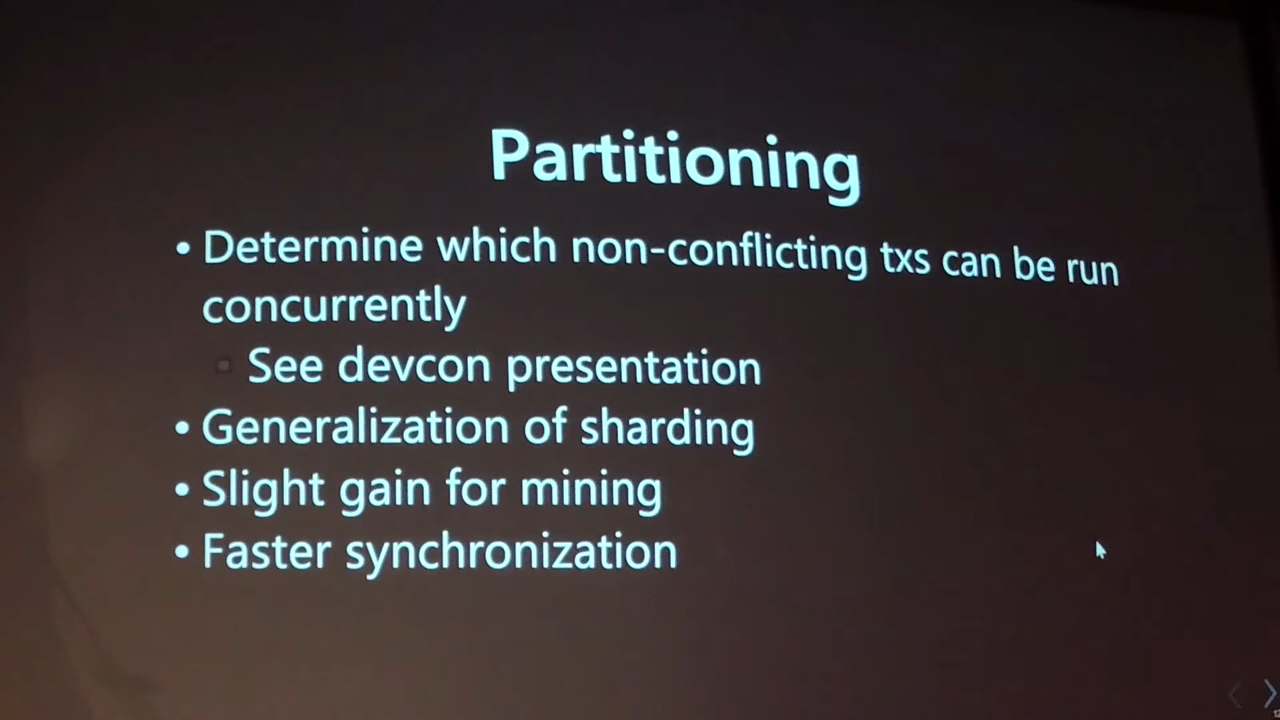 Partitioning
• Determine which non-conflicting txs can be run
concurrently
▫ See devcon presentation
• Generalization of sharding
• Slight gain for mining
• Faster synchronization